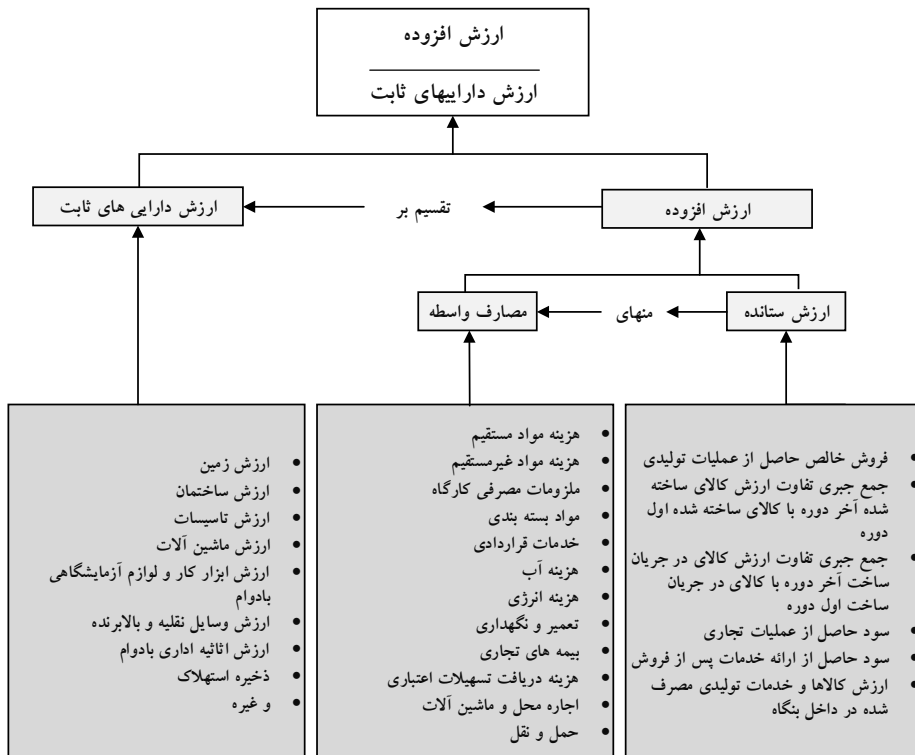 ارزش افزوده
ارزش داراییهای ثابت
ارزش افزوده
تقسیم بر
ارزش دارایی های ثابت
ارزش ستانده
منهای
مصارف واسطه
• فروش خالص حاصل از عملیات تولیدی
• جمع جبری تفاوت ارزش کالای ساخته
شده آخر دوره با کالای ساخته شده اول
دوره
• جمع جبری تفاوت ارزش کالای در جریان
ساخت آخر دوره با کالای در جریان
ساخت اول دوره
• سود حاصل از عملیات تجاری
• سود حاصل از ارائه خدمات پس از فروش
• ارزش کالاها و خدمات تولیدی مصرف
شده در داخل بنگاه
• هزینه مواد مستقیم
• هزینه مواد غیرمستقیم
• ملزومات مصرفی کارگاه
• مواد بسته بندی
• خدمات قراردادی
• هزینه آب
• هزینه انرژی
• تعمیر و نگهداری
• بیمه های تجاری
• هزینه دریافت تسهیلات اعتباری
• اجاره محل و ماشین آلات
• حمل و نقل
• ارزش زمین
• ارزش ساختمان
• ارزش تاسیسات
• ارزش ماشین آلات
• ارزش ابزار کار و لوازم آزمایشگاهی
بادوام
• ارزش وسایل نقلیه و بالابرنده
• ارزش اثاثیه اداری بادوام
• ذخیره استهلاک
• و غیره